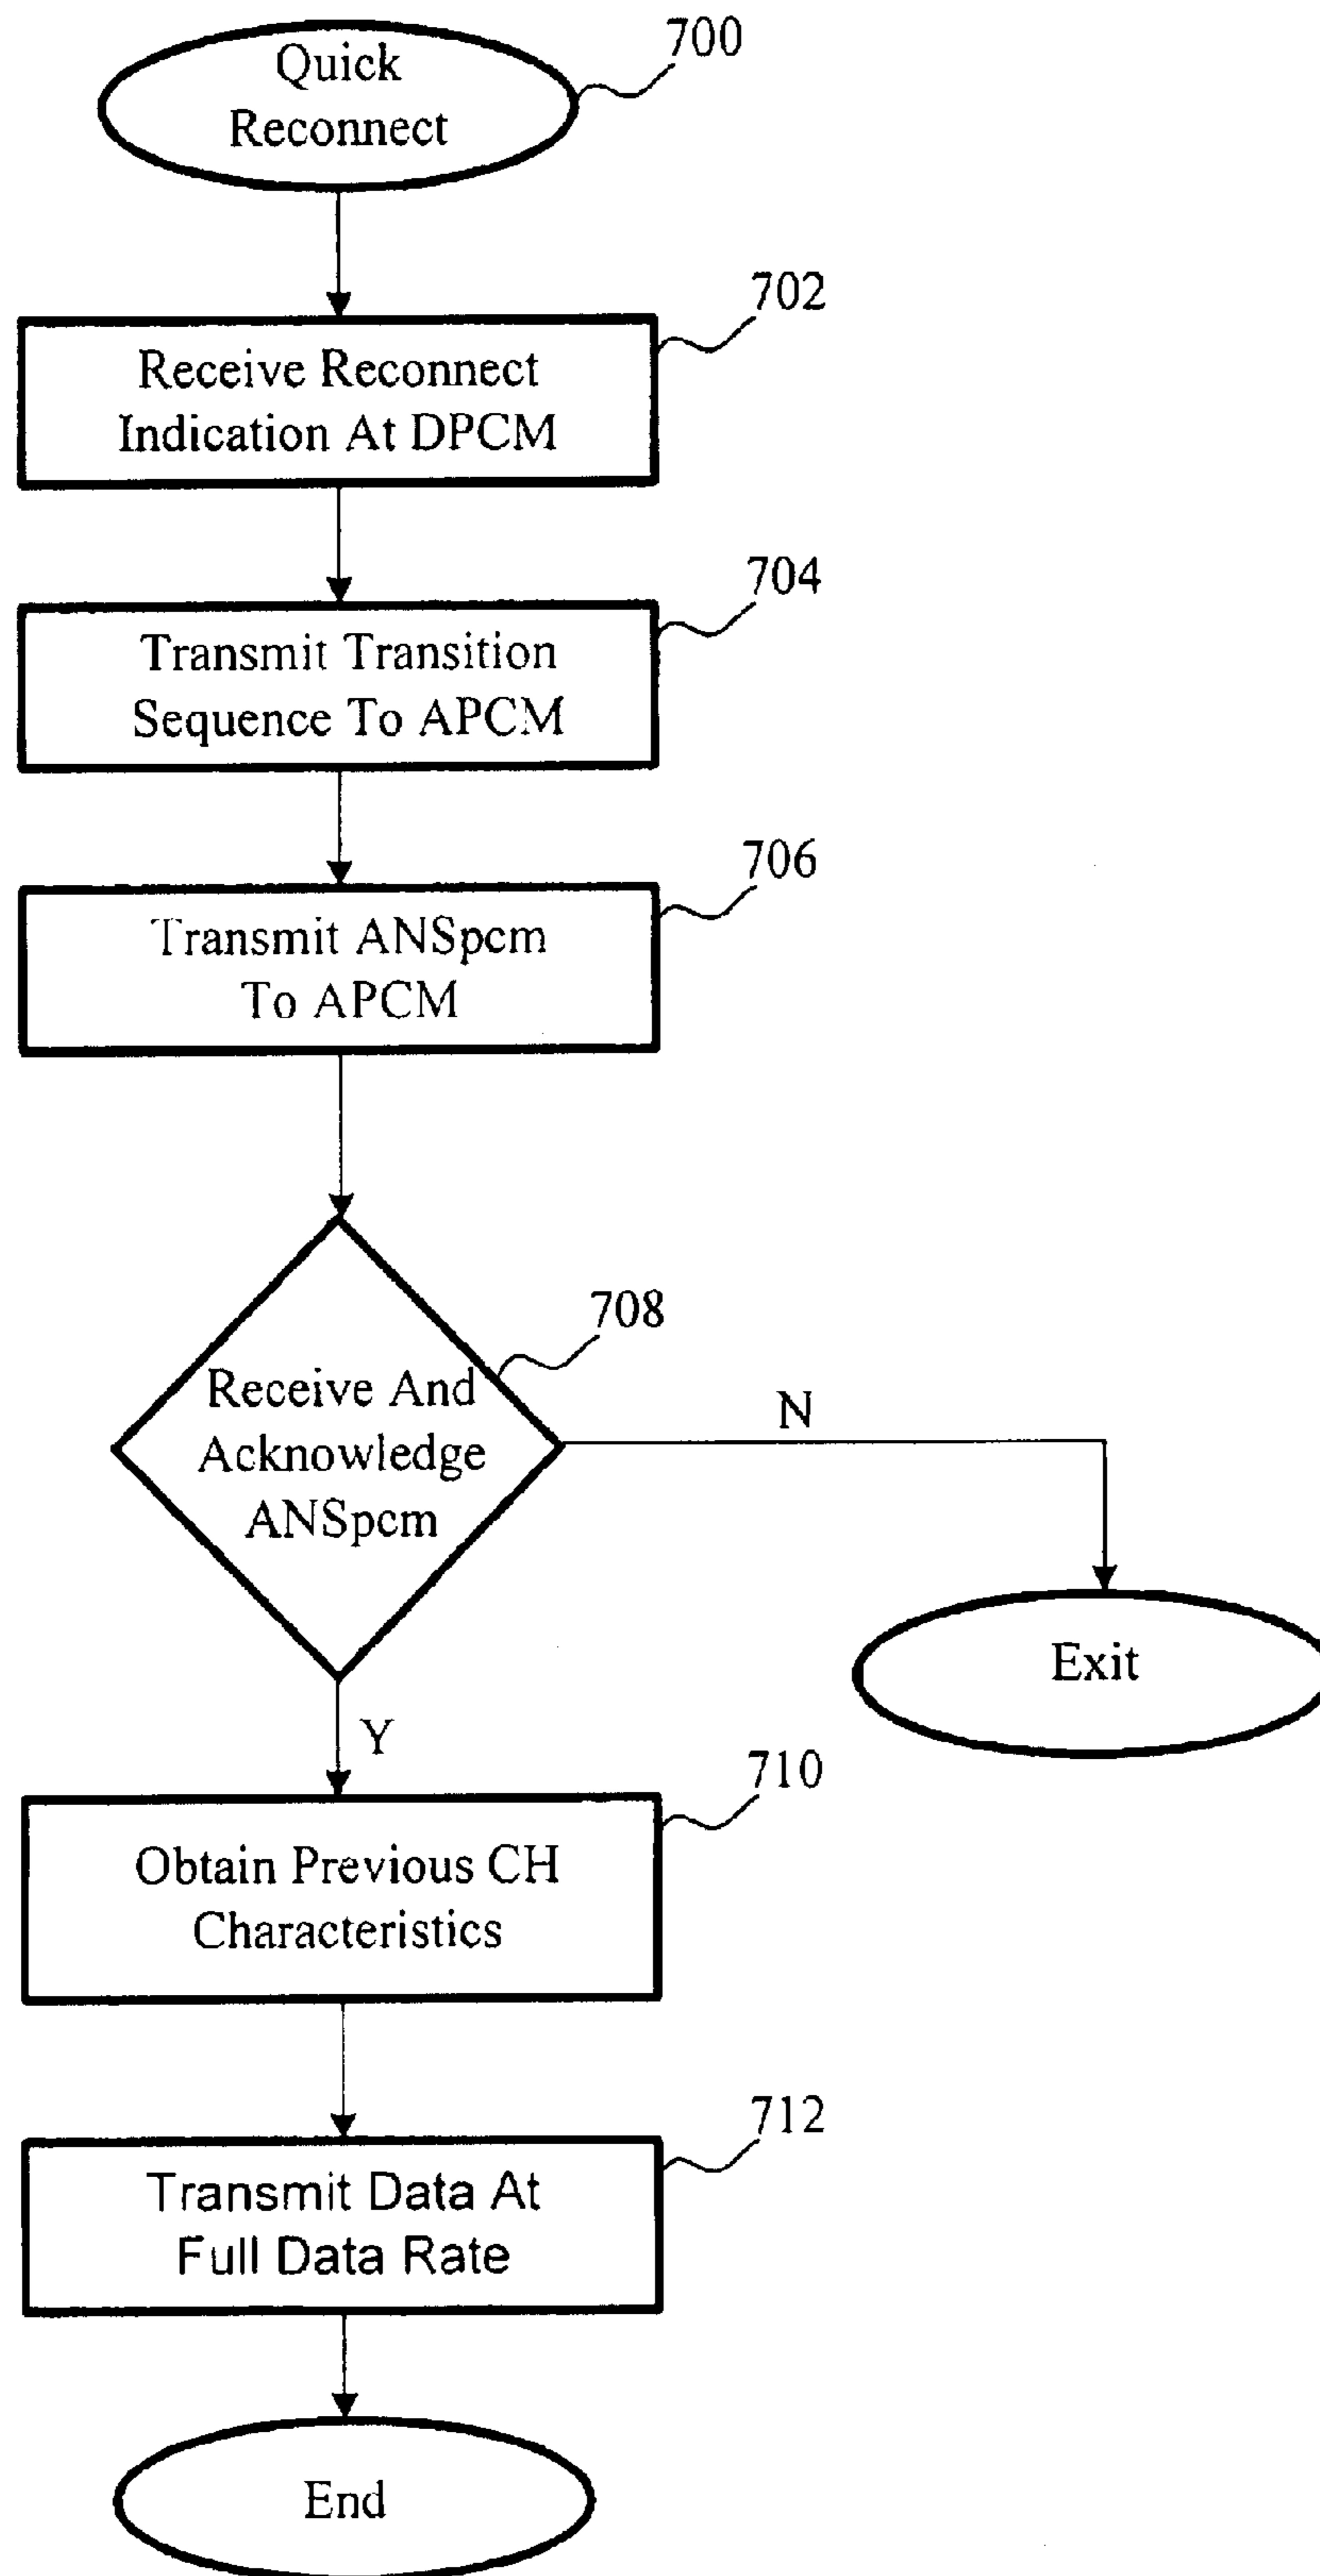 Quick
Reconnect
700
702
Receive Reconnect
Indication At DPCM
704
Transmit Transition
Sequence To APCM
706
Transmit ANSpcm
To APCM
708
Receive And
Acknowledge
ANSpcm
N
Exit
Y
710
Obtain Previous CH
Characteristics
712
Transmit Data At
Full Data Rate
End